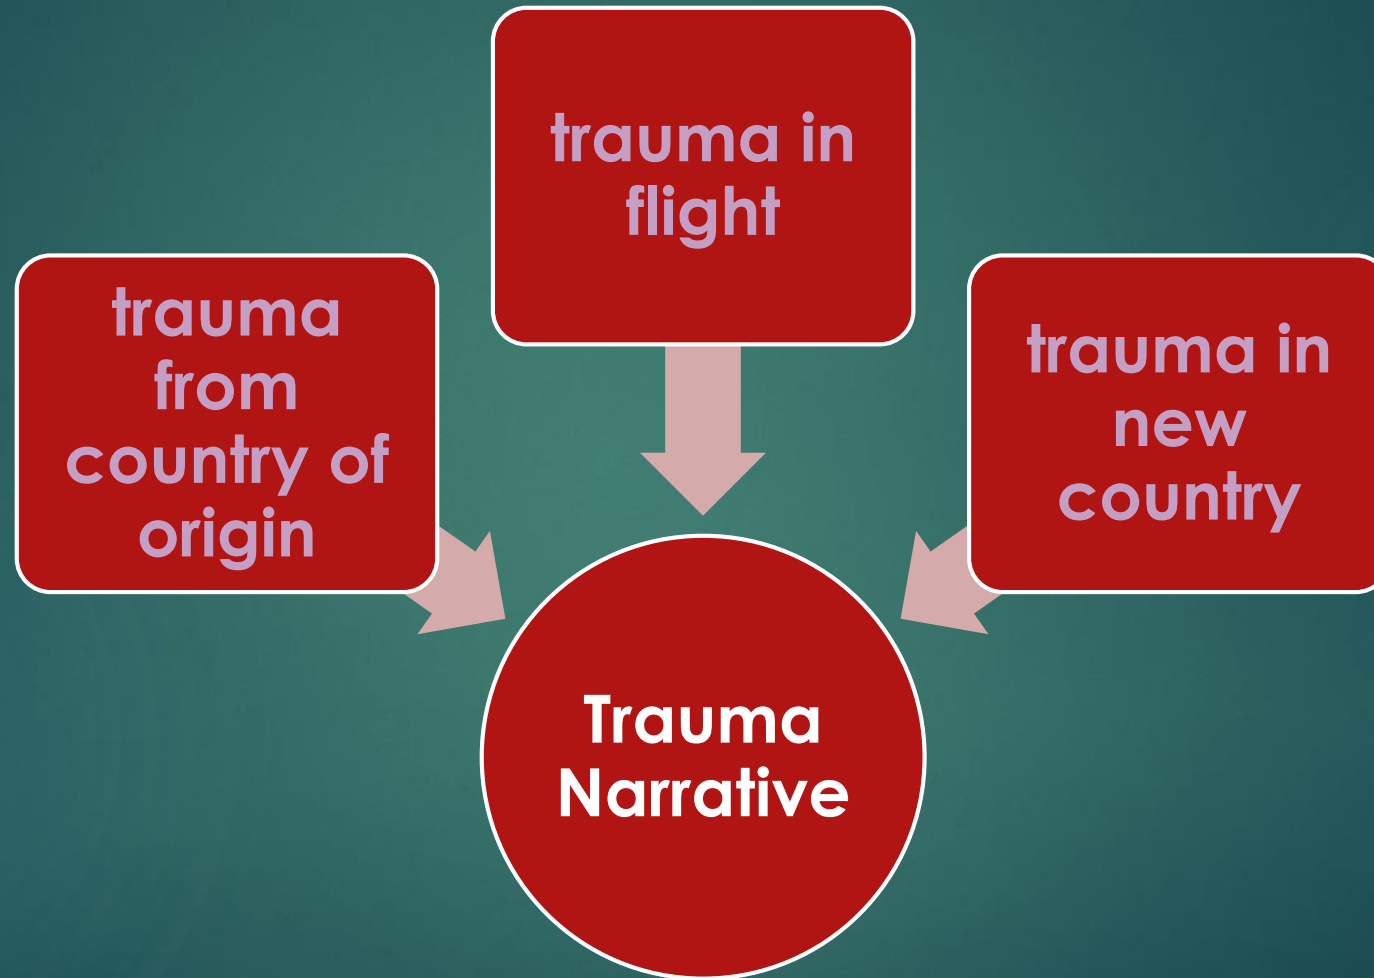 trauma in
flight
trauma
from
country of
origin
trauma in
new
country
Trauma
Narrative